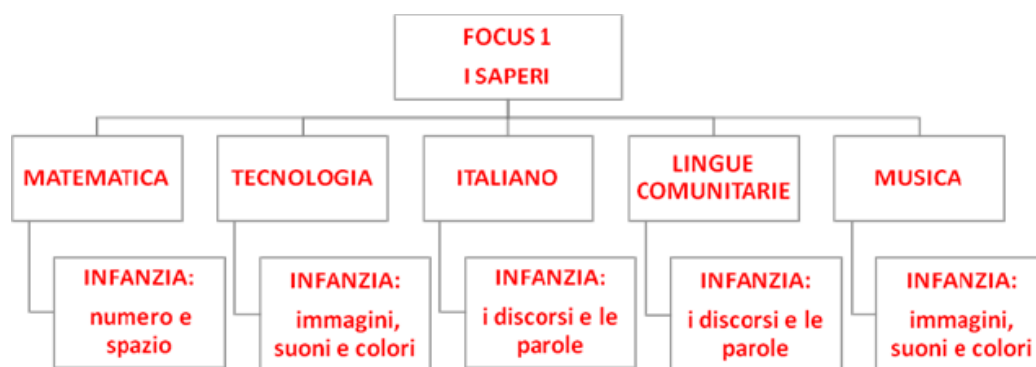 FOCUS 1
I SAPERI
MATEMATICA
TECNOLOGIA
ITALIANO
LINGUE
COMUNITARIE
MUSICA
INFANZIA:
numero e
spazio
INFANZIA:
immagini,
suoni e colori
INFANZIA:
i discorsi e le
parole
INFANZIA:
i discorsi e le
parole
INFANZIA:
immagini,
suoni e colori